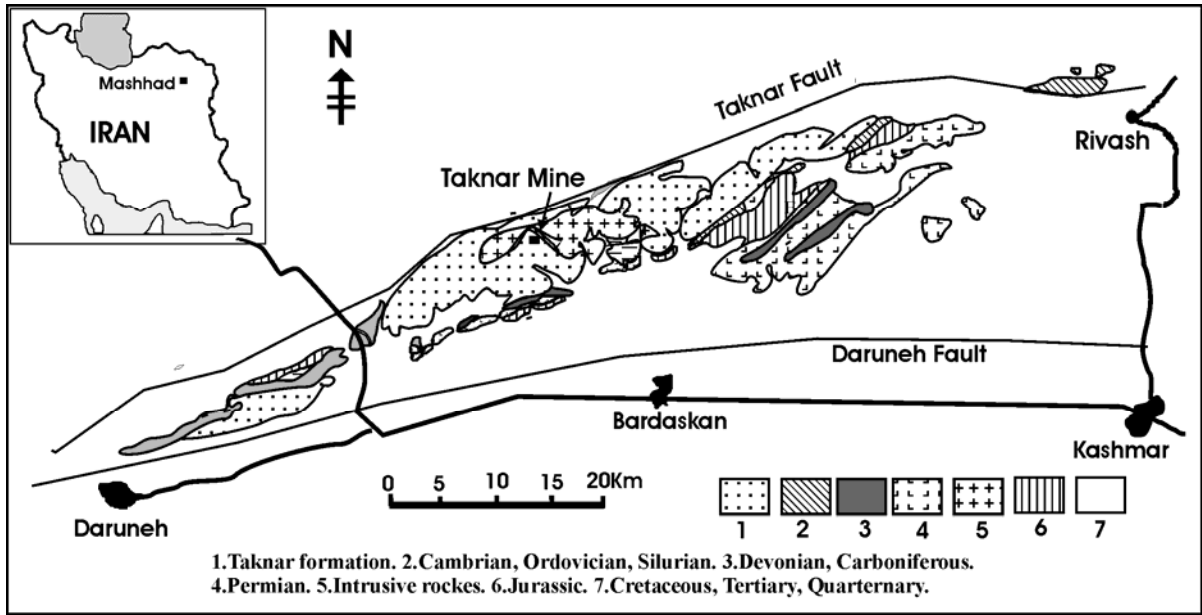 Mashhad
IRAN
N
Taknar Fault
Rivash
Taknar Mine
Daruneh Fault
Bardaskan
Kashmar
Daruneh
0 5 10 15 20Km
1 2 3 4 5 6 7
1.Taknar formation. 2.Cambrian, Ordovician, Silurian. 3.Devonian, Carboniferous.
4.Permian. 5.Intrusive rockes. 6.Jurassic. 7.Cretaceous, Tertiary, Quarternary.